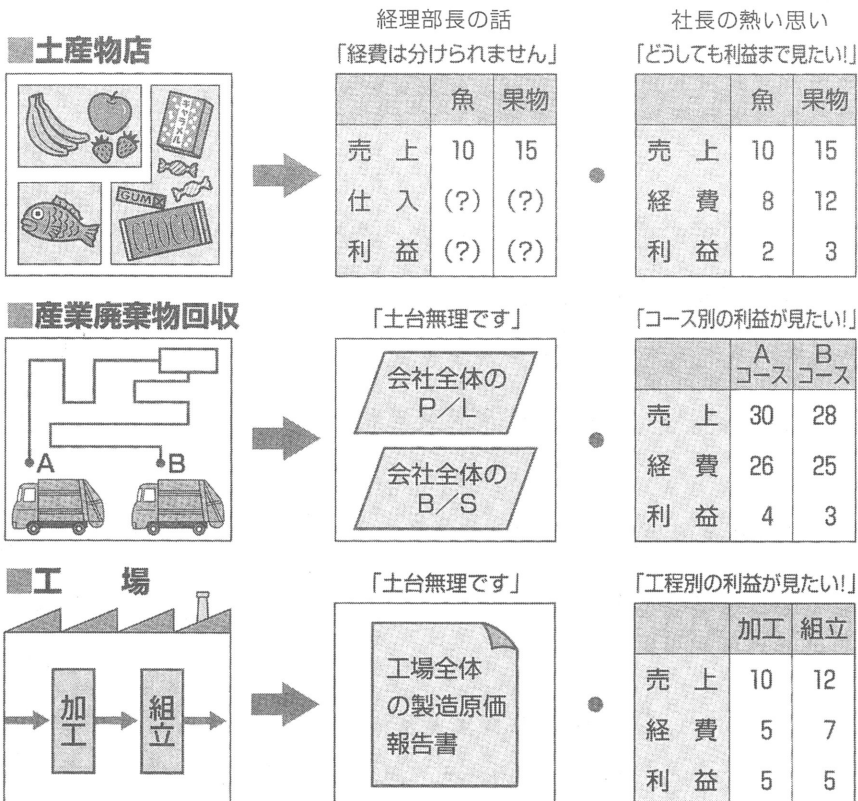 経理部長の話
社長の熱い思い
■土産物店
「経費は分けられません」
「どうしても利益まで見たい!」
キャラメル
GUM
CHOCO
魚 果物
売上 10 15
仕入 (?) (?)
利益 (?) (?)
魚 果物
売上 10 15
経費 8 12
利益 2 3
■産業廃棄物回収
「土台無理です」
「コース別の利益が見たい!」
A
B
会社全体の
P/L
会社全体の
B/S
Aコース Bコース
売上 30 28
経費 26 25
利益 4 3
■工場
「土台無理です」
「工程別の利益が見たい!」
加工
組立
工場全体
の製造原価
報告書
加工 組立
売上 10 12
経費 5 7
利益 5 5